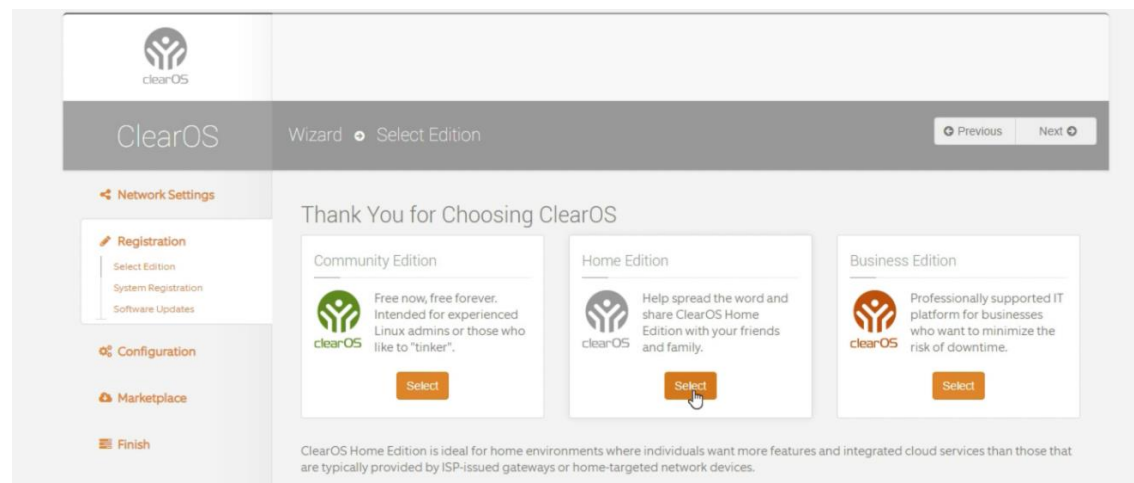 clearOS
ClearOS
Wizard Select Edition
Previous
Next
Network Settings
Registration
Select Edition
System Registration
Software Updates
Configuration
Marketplace
Finish
Thank You for Choosing ClearOS
Community Edition
clearOS
Free now, free forever.
Intended for experienced
Linux admins or those who
like to "tinker".
Select
Home Edition
clearOS
Help spread the word and
share ClearOS Home
Edition with your friends
and family.
Select
Business Edition
clearOS
Professionally supported IT
platform for businesses
who want to minimize the
risk of downtime.
Select
ClearOS Home Edition is ideal for home environments where individuals want more features and integrated cloud services than those that
are typically provided by ISP-issued gateways or home-targeted network devices.